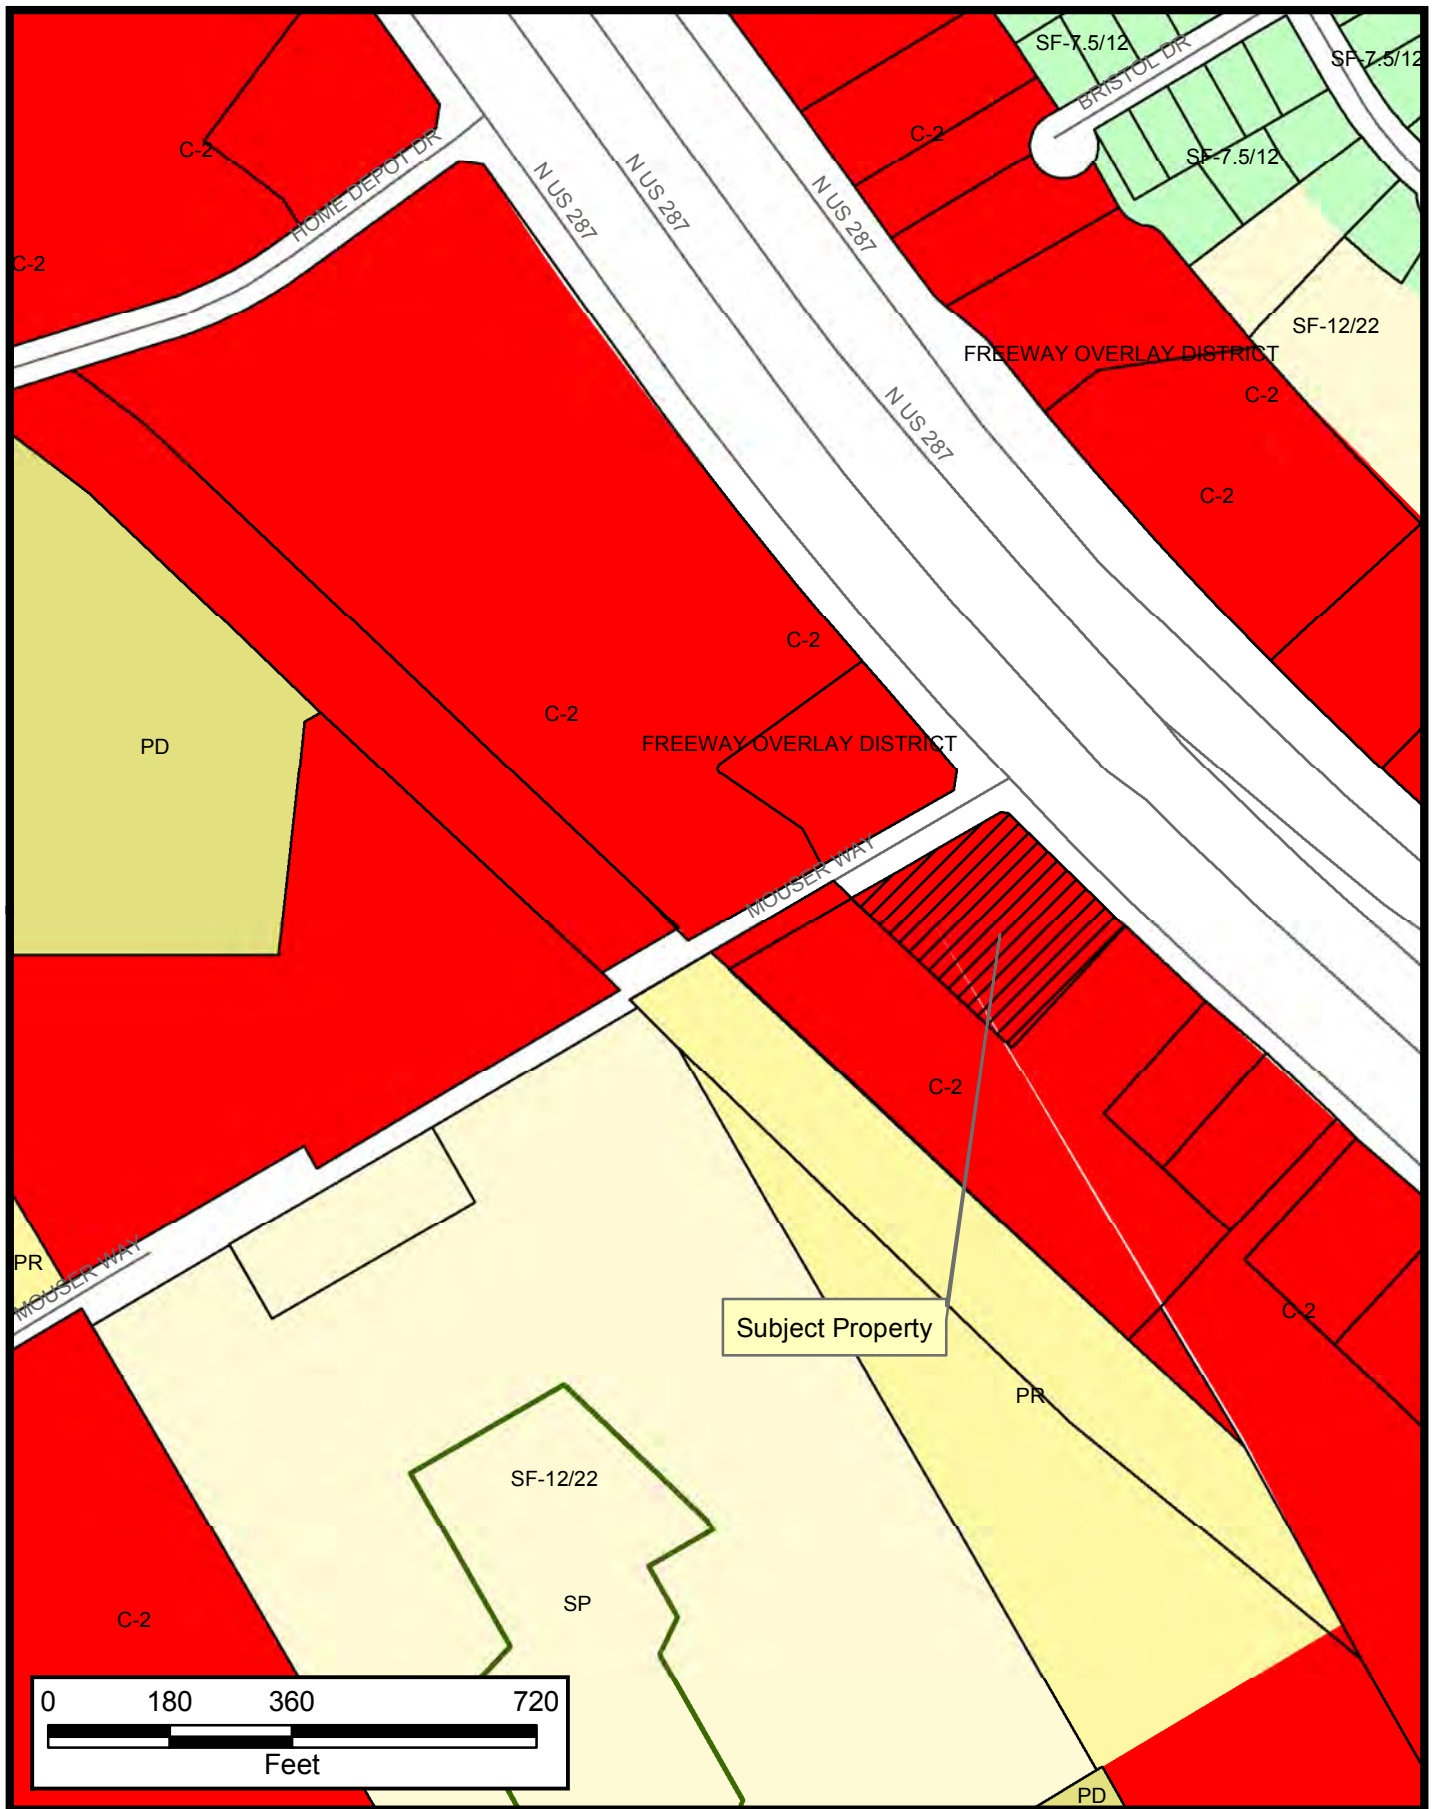 SF-7.5/12
SF-7.5/12
BRISTOL DR
C-2
C-2
HOME DEPOT DR
SF-7.5/12
N US 287
N US 287
N US 287
C-2
SF-12/22
FREEWAY OVERLAY DISTRICT
C-2
N US 287
C-2
C-2
C-2
PD
FREEWAY OVERLAY DISTRICT
MOUSER WAY
C-2
PR
MOUSER WAY
C-2
Subject Property
PR
SF-12/22
SP
C-2
0 180 360 720
Feet
PD